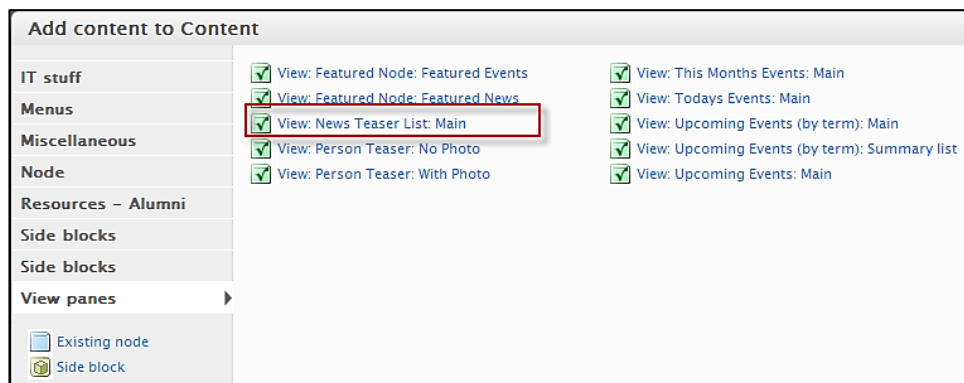 Add content to Content
IT stuff
Menus
Miscellaneous
Node
Resources – Alumni
Side blocks
Side blocks
View panes
Existing node
Side block
View: Featured Node: Featured Events
View: Featured Node: Featured News
View: News Teaser List: Main
View: Person Teaser: No Photo
View: Person Teaser: With Photo
View: This Months Events: Main
View: Todays Events: Main
View: Upcoming Events (by term): Main
View: Upcoming Events (by term): Summary list
View: Upcoming Events: Main